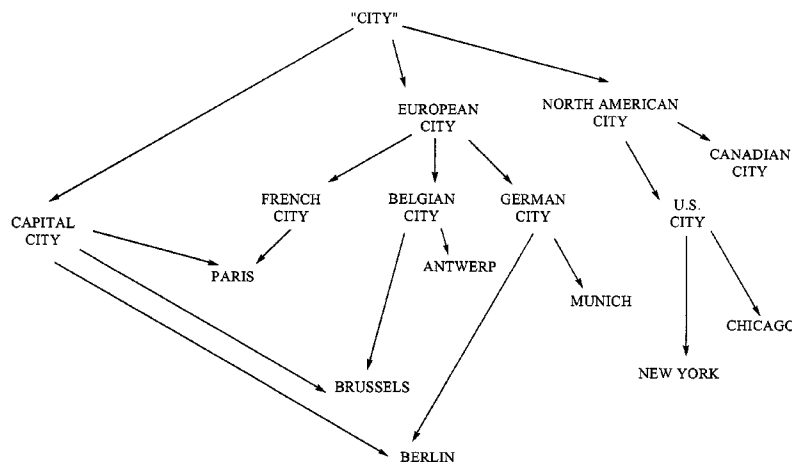 "CITY"
EUROPEAN
CITY
NORTH AMERICAN
CITY
CANADIAN
CITY
CAPITAL
CITY
FRENCH
CITY
BELGIAN
CITY
GERMAN
CITY
U.S.
CITY
PARIS
ANTWERP
MUNICH
CHICAGO
BRUSSELS
NEW YORK
BERLIN